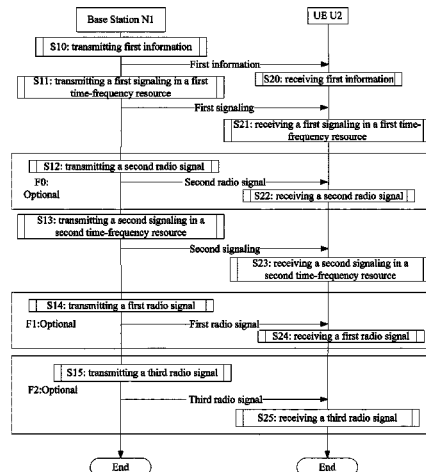 Base Station N1
UE U2
S10: transmitting first information
First information
S20: receiving first information
S11: transmitting a first signaling in a first
time-frequency resource
First signaling
S21: receiving a first signaling in a first time-
frequency resource
S12: transmitting a second radio signal
F0:
Optional
Second radio signal
S22: receiving a second radio signal
S13: transmitting a second signaling in a
second time-frequency resource
Second signaling
S23: receiving a second signaling in a
second time-frequency resource
S14: transmitting a first radio signal
F1:Optional
First radio signal
S24: receiving a first radio signal
S15: transmitting a third radio signal
F2:Optional
Third radio signal
S25: receiving a third radio signal
End
End